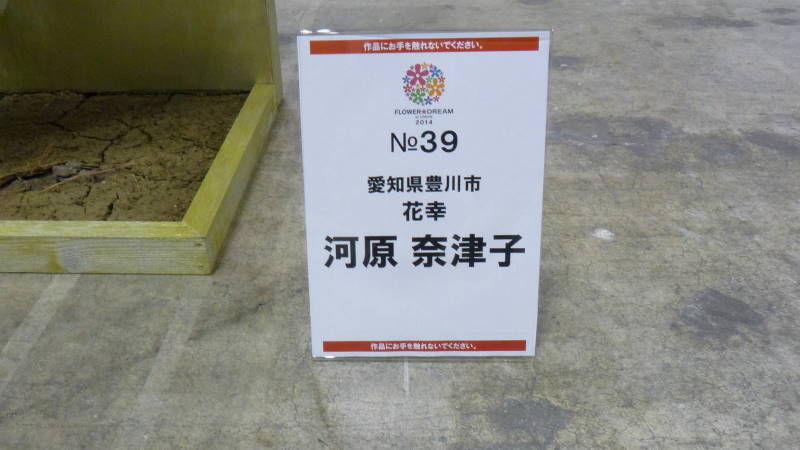 作品にお手を触れないでください。
FLOWER★DREAM
in TOKYO
2014
№39
愛知県豊川市
花幸
河原 奈津子
作品にお手を触れないでください。